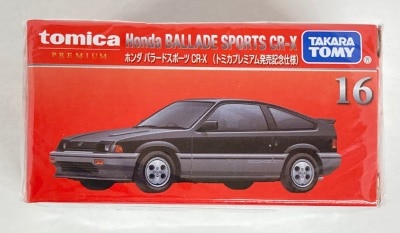 tomica
PREMIUM
Honda BALLADE SPORTS CR-X
ホンダ バラードスポーツ CR-X (トミカプレミアム発売記念仕様)
TAKARA
TOMY
16